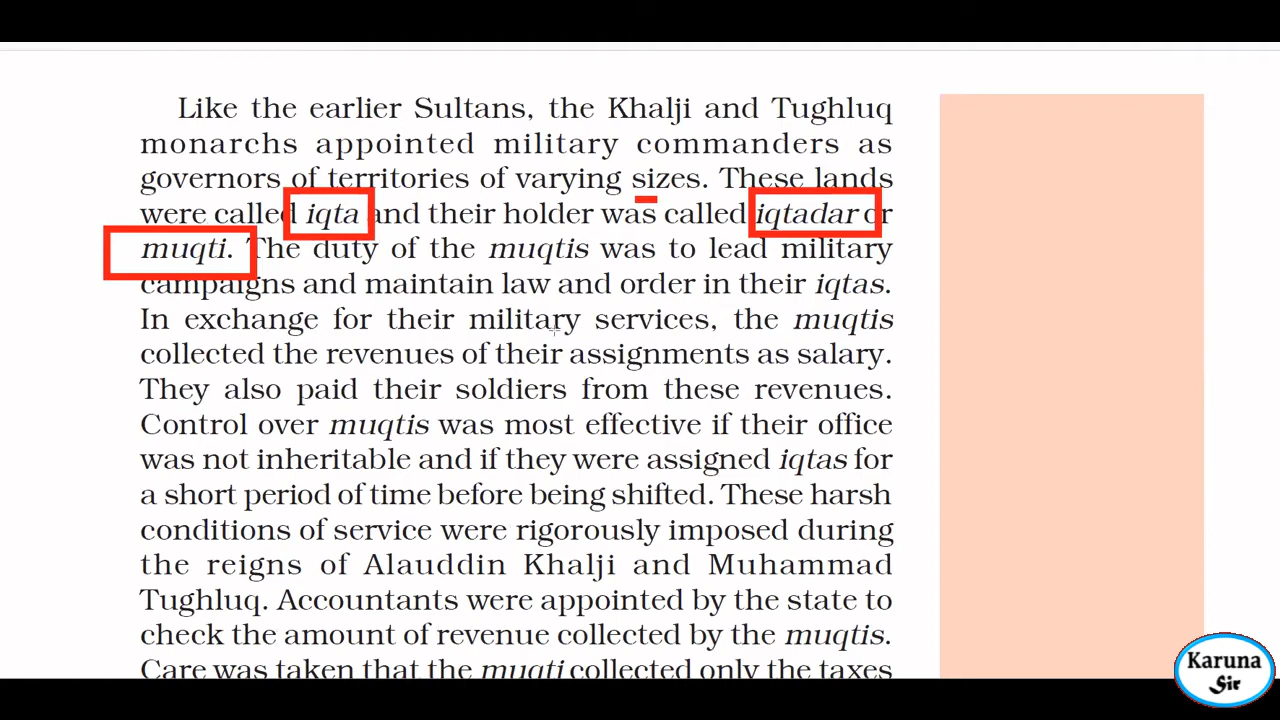 Like the earlier Sultans, the Khalji and Tughluq
monarchs appointed military commanders as
governors of territories of varying sizes. These lands
were called iqta and their holder was called iqtadar or
muqti. The duty of the muqtis was to lead military
campaigns and maintain law and order in their iqtas.
In exchange for their military services, the muqtis
collected the revenues of their assignments as salary.
They also paid their soldiers from these revenues.
Control over muqtis was most effective if their office
was not inheritable and if they were assigned iqtas for
a short period of time before being shifted. These harsh
conditions of service were rigorously imposed during
the reigns of Alauddin Khalji and Muhammad
Tughluq. Accountants were appointed by the state to
check the amount of revenue collected by the muqtis.
Care was taken that the muqti collected only the taxes
Karuna
Sir